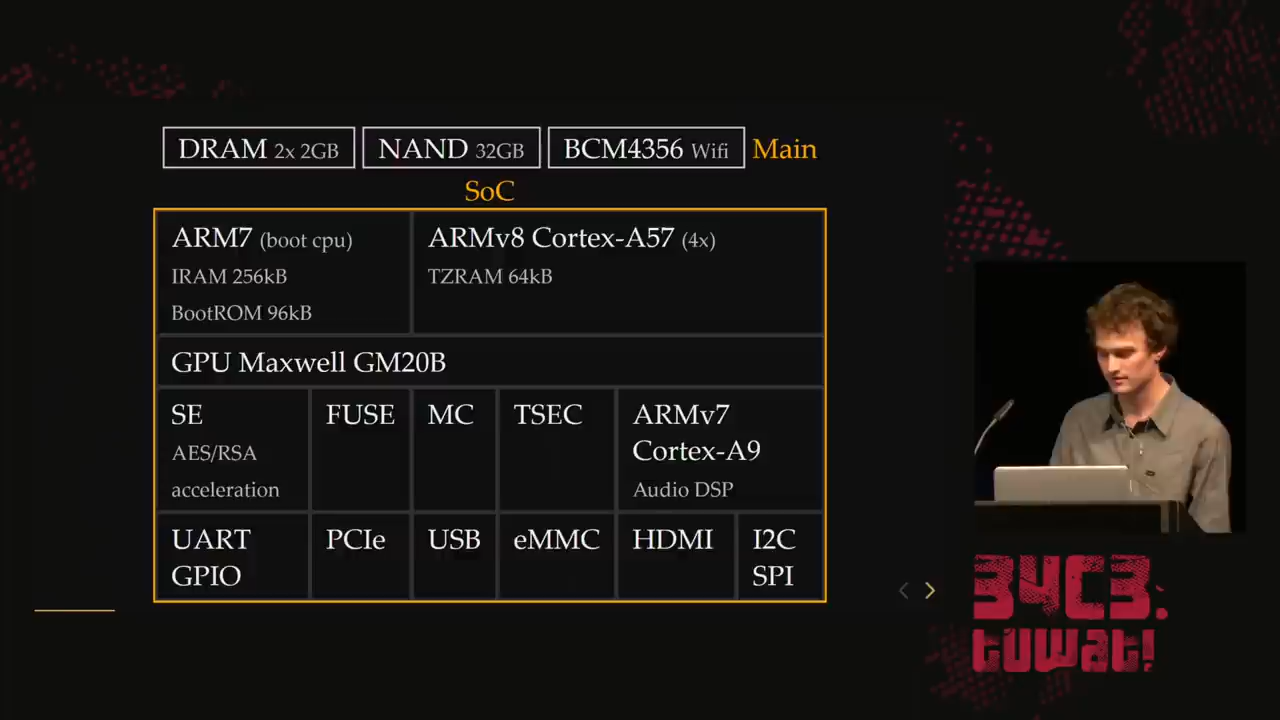 DRAM 2x 2GB NAND 32GB BCM4356 Wifi Main
SoC
ARM7 (boot cpu)
IRAM 256kB
BootROM 96kB
ARMv8 Cortex-A57 (4x)
TZRAM 64kB
GPU Maxwell GM20B
SE
AES/RSA
acceleration
FUSE
MC
TSEC
ARMv7
Cortex-A9
Audio DSP
UART
GPIO
PCIe
USB
eMMC
HDMI
I2C
SPI
34C3.
tuwat!